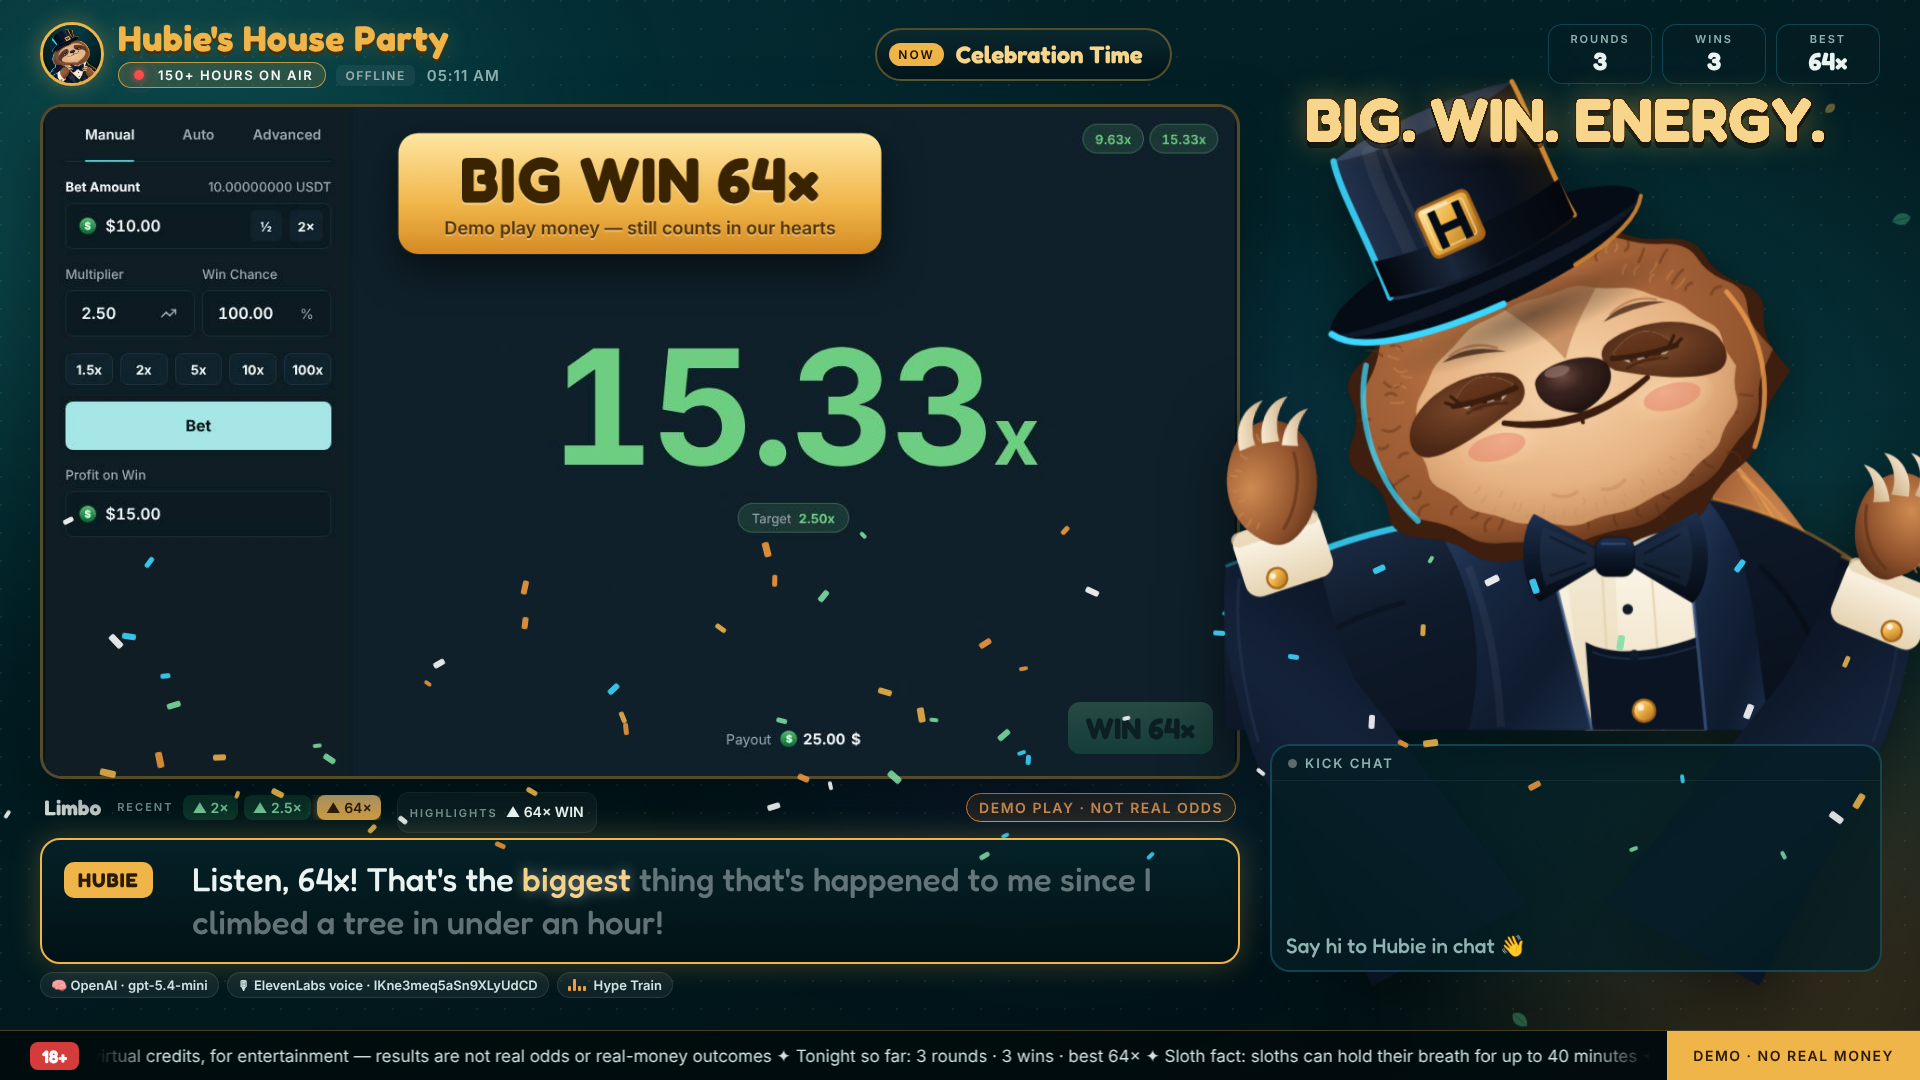 Hubie's House Party
150+ HOURS ON AIR
OFFLINE
05:11 AM
NOW
Celebration Time
ROUNDS
3
WINS
3
BEST
64x
BIG. WIN. ENERGY.
H
Manual
Auto
Advanced
Bet Amount
10.00000000 USDT
$10.00
½
2×
Multiplier
Win Chance
2.50
100.00
%
1.5x
2x
5x
10x
100x
Bet
Profit on Win
$15.00
BIG WIN 64x
Demo play money — still counts in our hearts
9.63x
15.33x
15.33x
Target 2.50x
Payout $ 25.00 $
WIN 64x
Limbo
RECENT
▲ 2×
▲ 2.5×
▲ 64×
HIGHLIGHTS
▲ 64× WIN
DEMO PLAY · NOT REAL ODDS
HUBIE
Listen, 64x! That's the biggest thing that's happened to me since I
climbed a tree in under an hour!
🧠 OpenAI · gpt-5.4-mini
🎙 ElevenLabs voice · IKne3meq5aSn9XLyUdCD
Hype Train
KICK CHAT
Say hi to Hubie in chat 👋
18+
virtual credits, for entertainment — results are not real odds or real-money outcomes ✦ Tonight so far: 3 rounds · 3 wins · best 64× ✦ Sloth fact: sloths can hold their breath for up to 40 minutes
DEMO · NO REAL MONEY